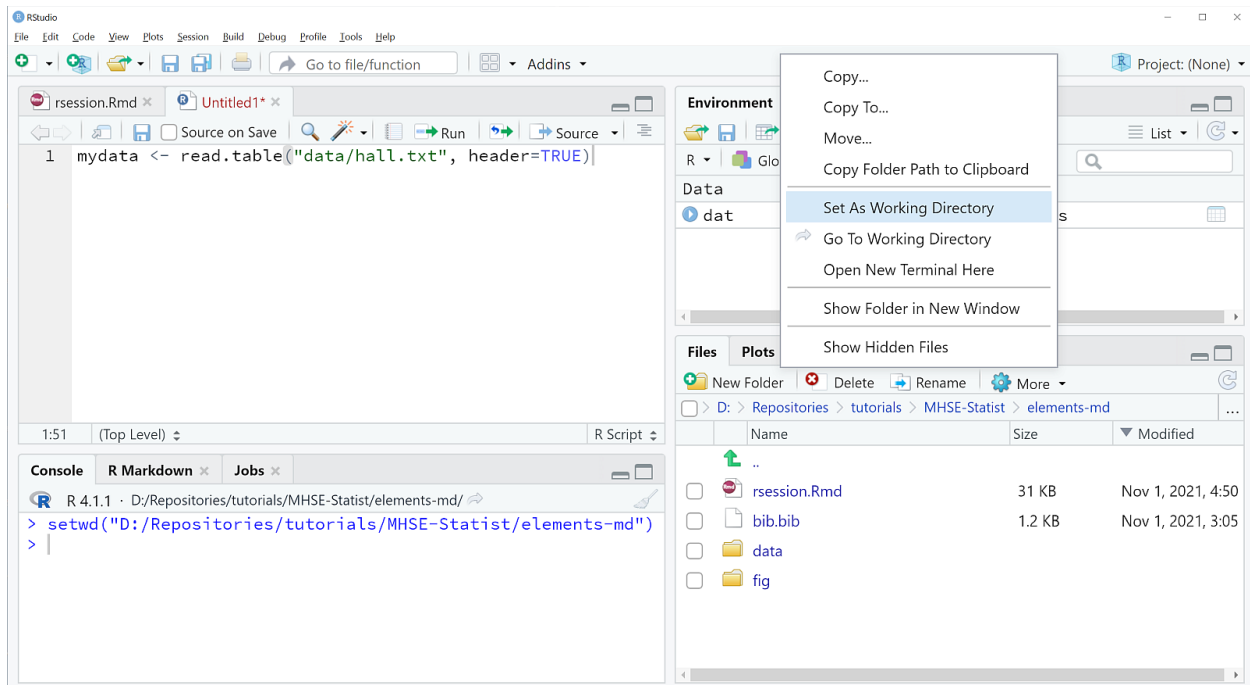 RStudio
File Edit Code View Plots Session Build Debug Profile Tools Help
Go to file/function Addins Project: (None)
rsession.Rmd Untitled1*
Source on Save Run Source
1 mydata <- read.table("data/hall.txt", header=TRUE)
1:51 (Top Level) R Script
Console R Markdown Jobs
R 4.1.1 · D:/Repositories/tutorials/MHSE-Statist/elements-md/
> setwd("D:/Repositories/tutorials/MHSE-Statist/elements-md")
>
Environment
List
R Glo
Data
dat s
Copy...
Copy To...
Move...
Copy Folder Path to Clipboard
Set As Working Directory
Go To Working Directory
Open New Terminal Here
Show Folder in New Window
Show Hidden Files
Files Plots
New Folder Delete Rename More
D: Repositories tutorials MHSE-Statist elements-md ...
Name Size Modified
..
rsession.Rmd 31 KB Nov 1, 2021, 4:50
bib.bib 1.2 KB Nov 1, 2021, 3:05
data
fig